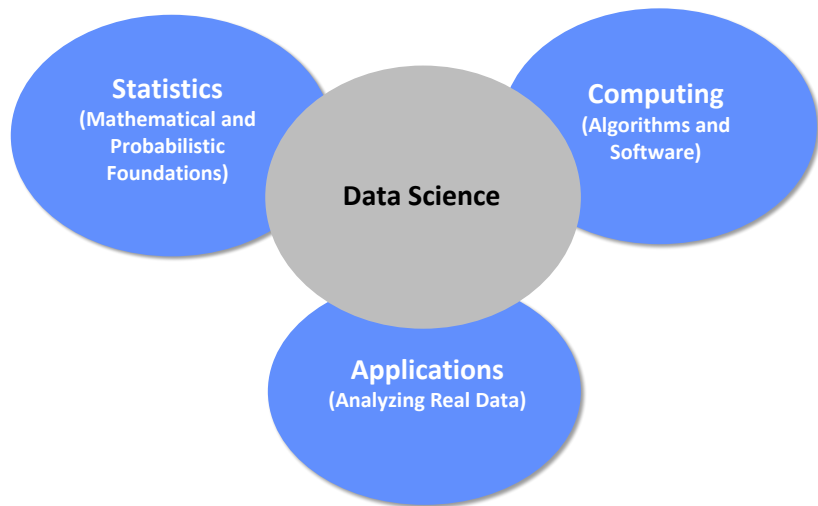 Statistics
(Mathematical and
Probabilistic
Foundations)
Computing
(Algorithms and
Software)
Data Science
Applications
(Analyzing Real Data)